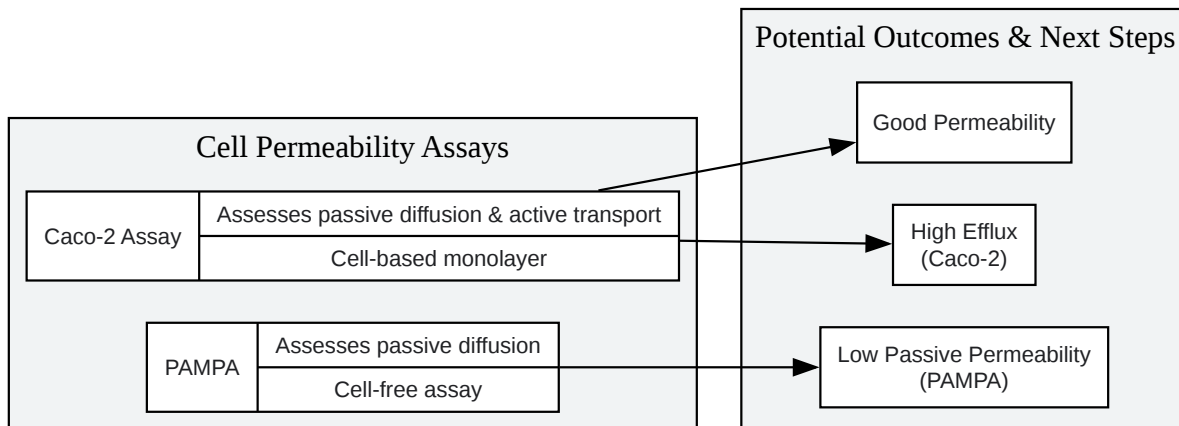 Cell Permeability Assays
Caco-2 Assay
Assesses passive diffusion & active transport
Cell-based monolayer
PAMPA
Assesses passive diffusion
Cell-free assay
Potential Outcomes & Next Steps
Good Permeability
High Efflux
(Caco-2)
Low Passive Permeability
(PAMPA)